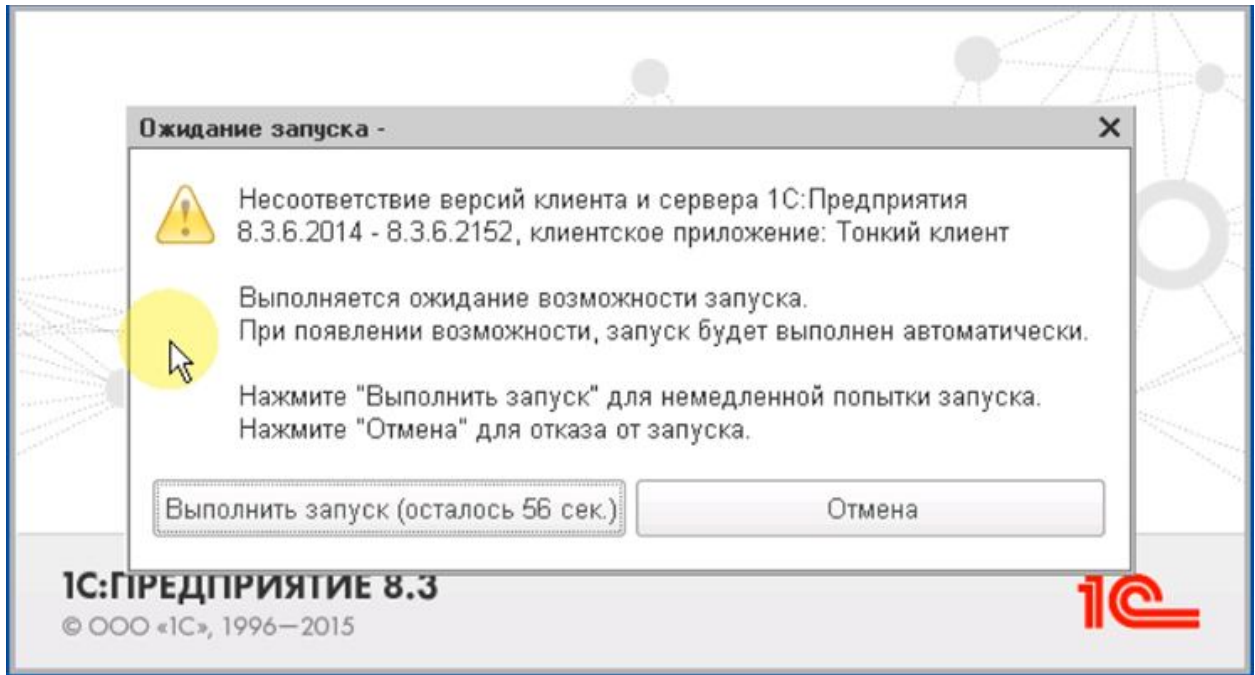 Ожидание запуска -
Несоответствие версий клиента и сервера 1С:Предприятия
8.3.6.2014 - 8.3.6.2152, клиентское приложение: Тонкий клиент
Выполняется ожидание возможности запуска.
При появлении возможности, запуск будет выполнен автоматически.
Нажмите "Выполнить запуск" для немедленной попытки запуска.
Нажмите "Отмена" для отказа от запуска.
Выполнить запуск (осталось 56 сек.)
Отмена
1С:ПРЕДПРИЯТИЕ 8.3
© ООО «1С», 1996—2015
1С